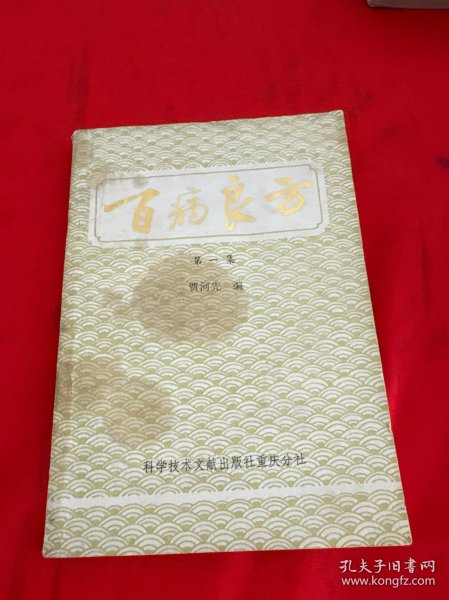 百病良方
第一集
贾河先 编
科学技术文献出版社重庆分社
孔夫子旧书网
www.kongfz.com